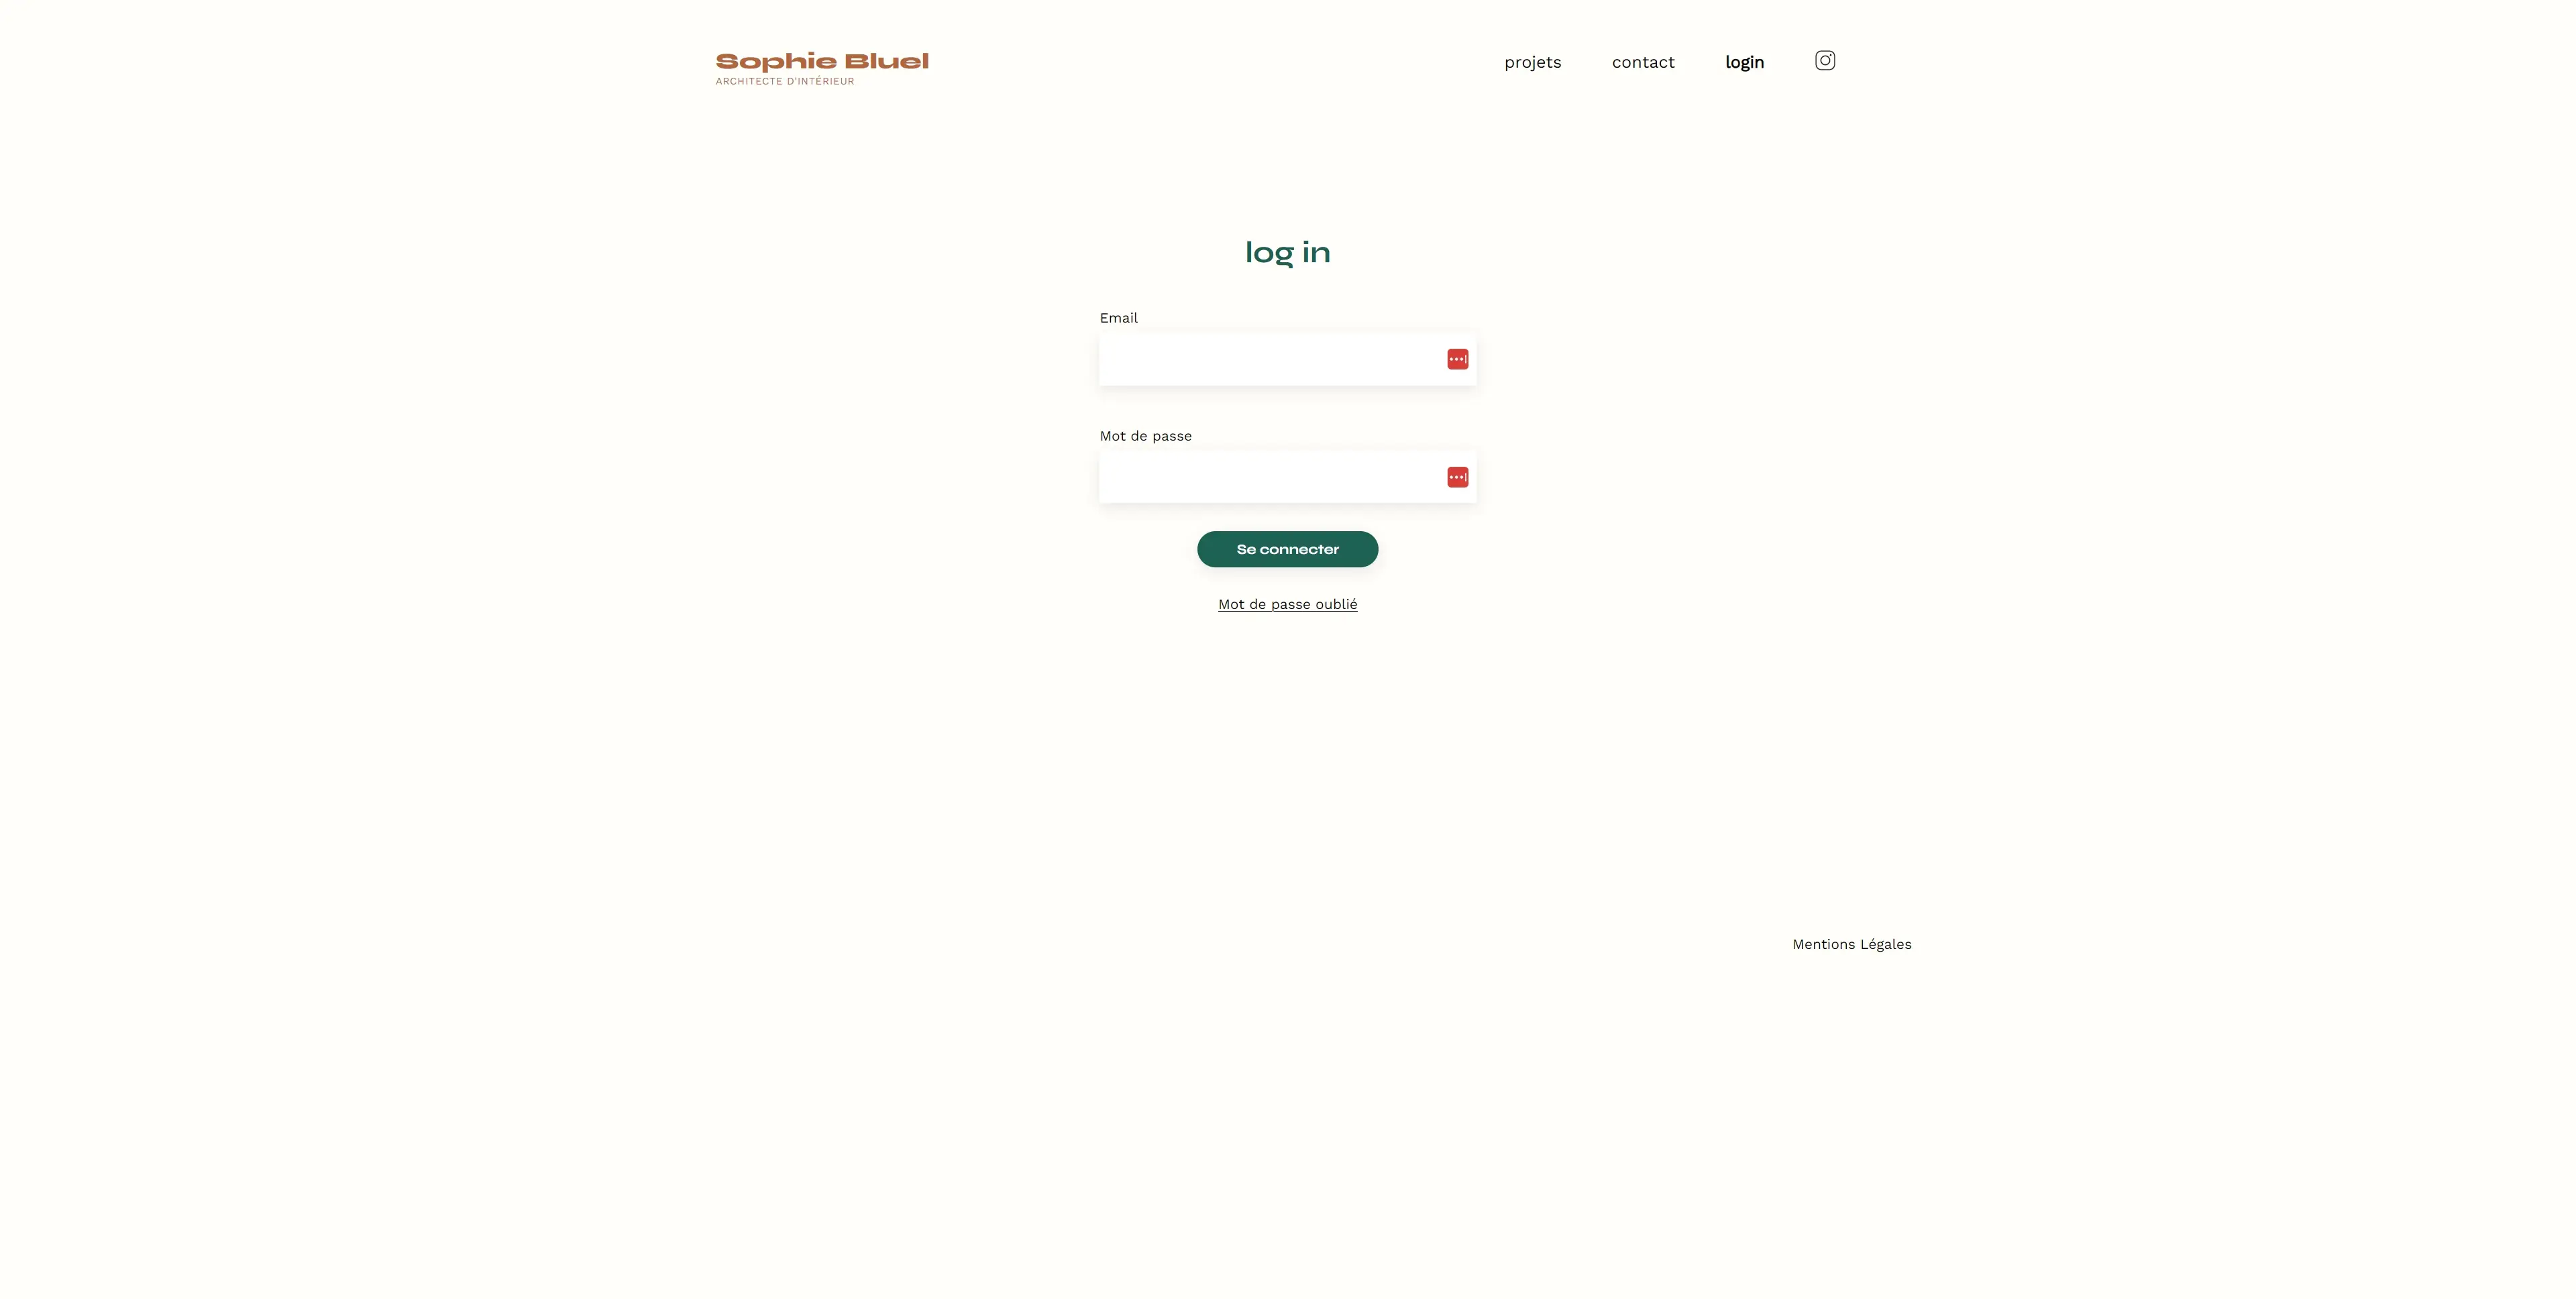 Sophie Bluel
ARCHITECTE D'INTÉRIEUR
projets contact login
log in
Email
Mot de passe
Se connecter
Mot de passe oublié
Mentions Légales